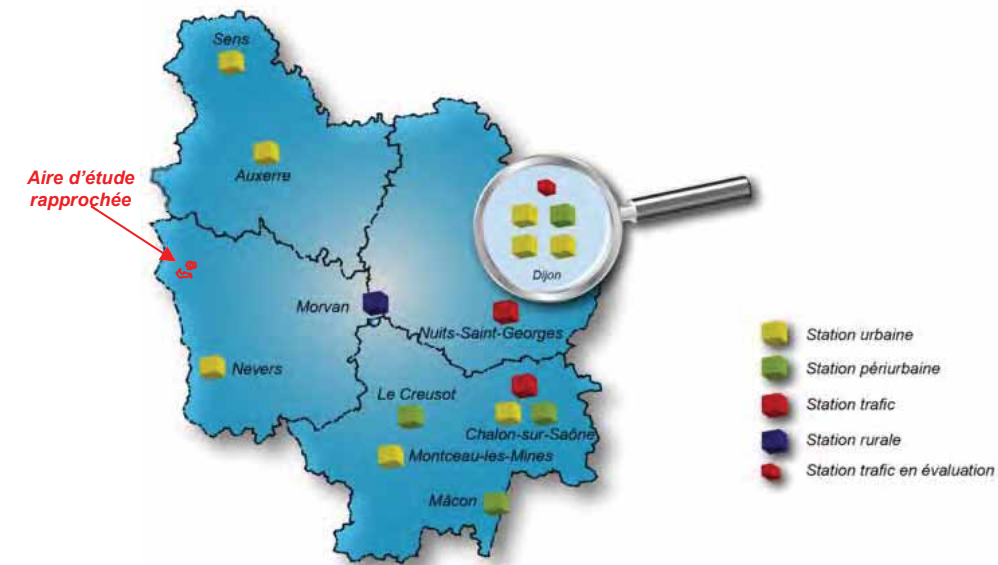 Sens
Auxerre
Aire d'étude
rapprochée
Dijon
Morvan
Nuits-Saint-Georges
Nevers
Le Creusot
Chalon-sur-Saône
Montceau-les-Mines
Mâcon
Station urbaine
Station périurbaine
Station trafic
Station rurale
Station trafic en évaluation